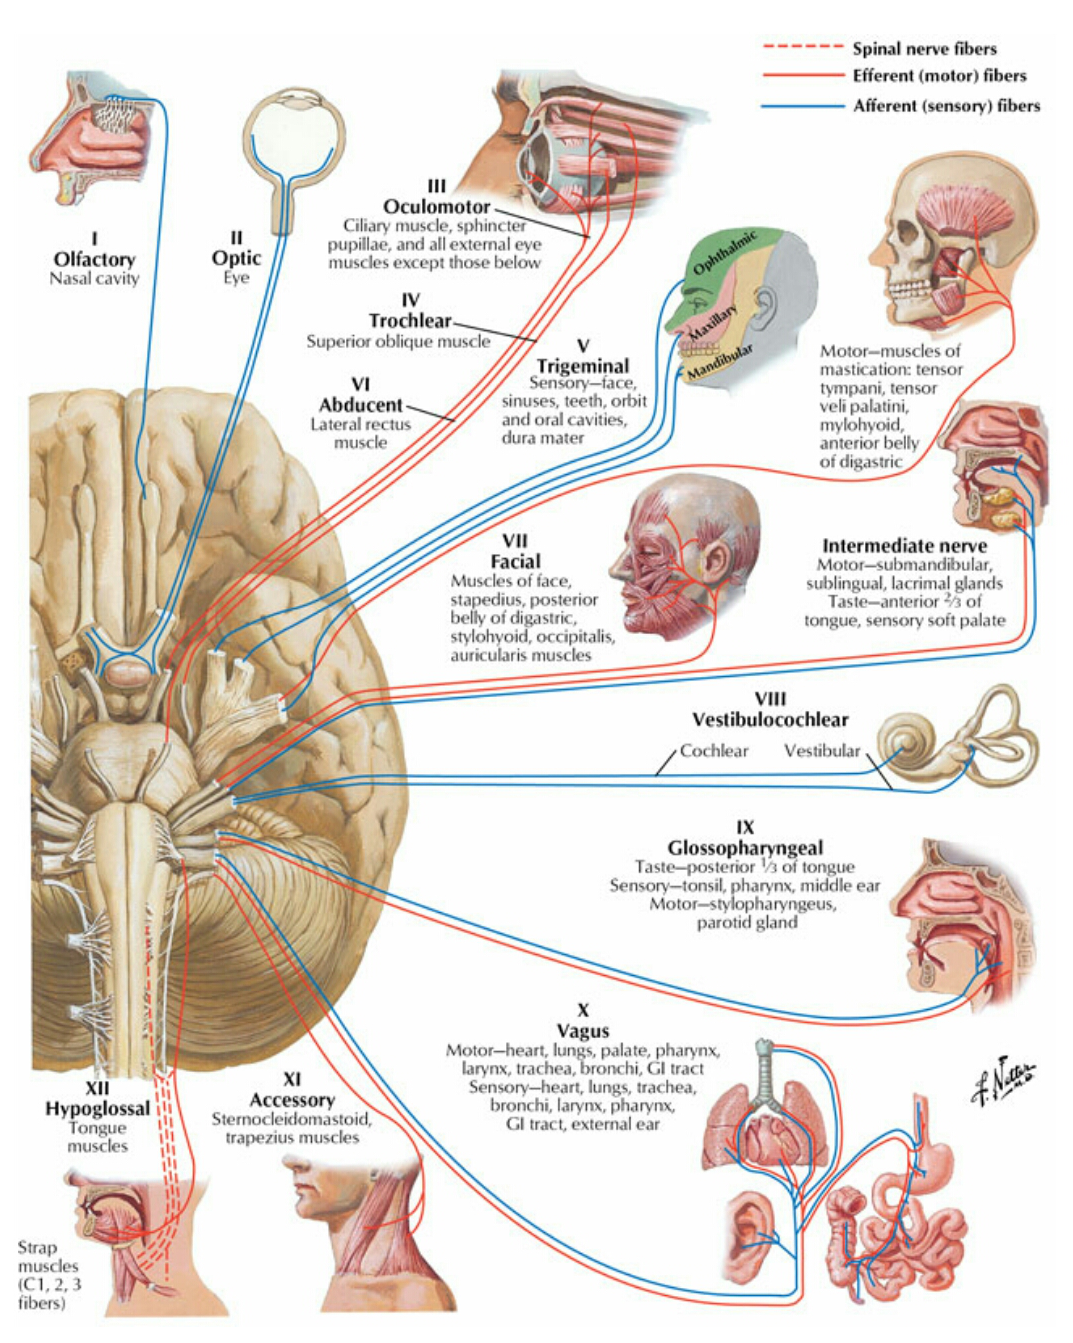 Spinal nerve fibers
Efferent (motor) fibers
Afferent (sensory) fibers
I
Olfactory
Nasal cavity
II
Optic
Eye
III
Oculomotor
Ciliary muscle, sphincter
pupillae, and all external eye
muscles except those below
IV
Trochlear
Superior oblique muscle
VI
Abducent
Lateral rectus
muscle
V
Trigeminal
Sensory—face,
sinuses, teeth, orbit
and oral cavities,
dura mater
Ophthalmic
Maxillary
Mandibular
Motor—muscles of
mastication: tensor
tympani, tensor
veli palatini,
mylohyoid,
anterior belly
of digastric
VII
Facial
Muscles of face,
stapedius, posterior
belly of digastric,
stylohyoid, occipitalis,
auricularis muscles
Intermediate nerve
Motor—submandibular,
sublingual, lacrimal glands
Taste—anterior 2/3 of
tongue, sensory soft palate
VIII
Vestibulocochlear
Cochlear
Vestibular
IX
Glossopharyngeal
Taste—posterior 1/3 of tongue
Sensory—tonsil, pharynx, middle ear
Motor—stylopharyngeus,
parotid gland
X
Vagus
Motor—heart, lungs, palate, pharynx,
larynx, trachea, bronchi, GI tract
Sensory—heart, lungs, trachea,
bronchi, larynx, pharynx,
GI tract, external ear
F. Netter
M.D.
XII
Hypoglossal
Tongue
muscles
XI
Accessory
Sternocleidomastoid,
trapezius muscles
Strap
muscles
(C1, 2, 3
fibers)